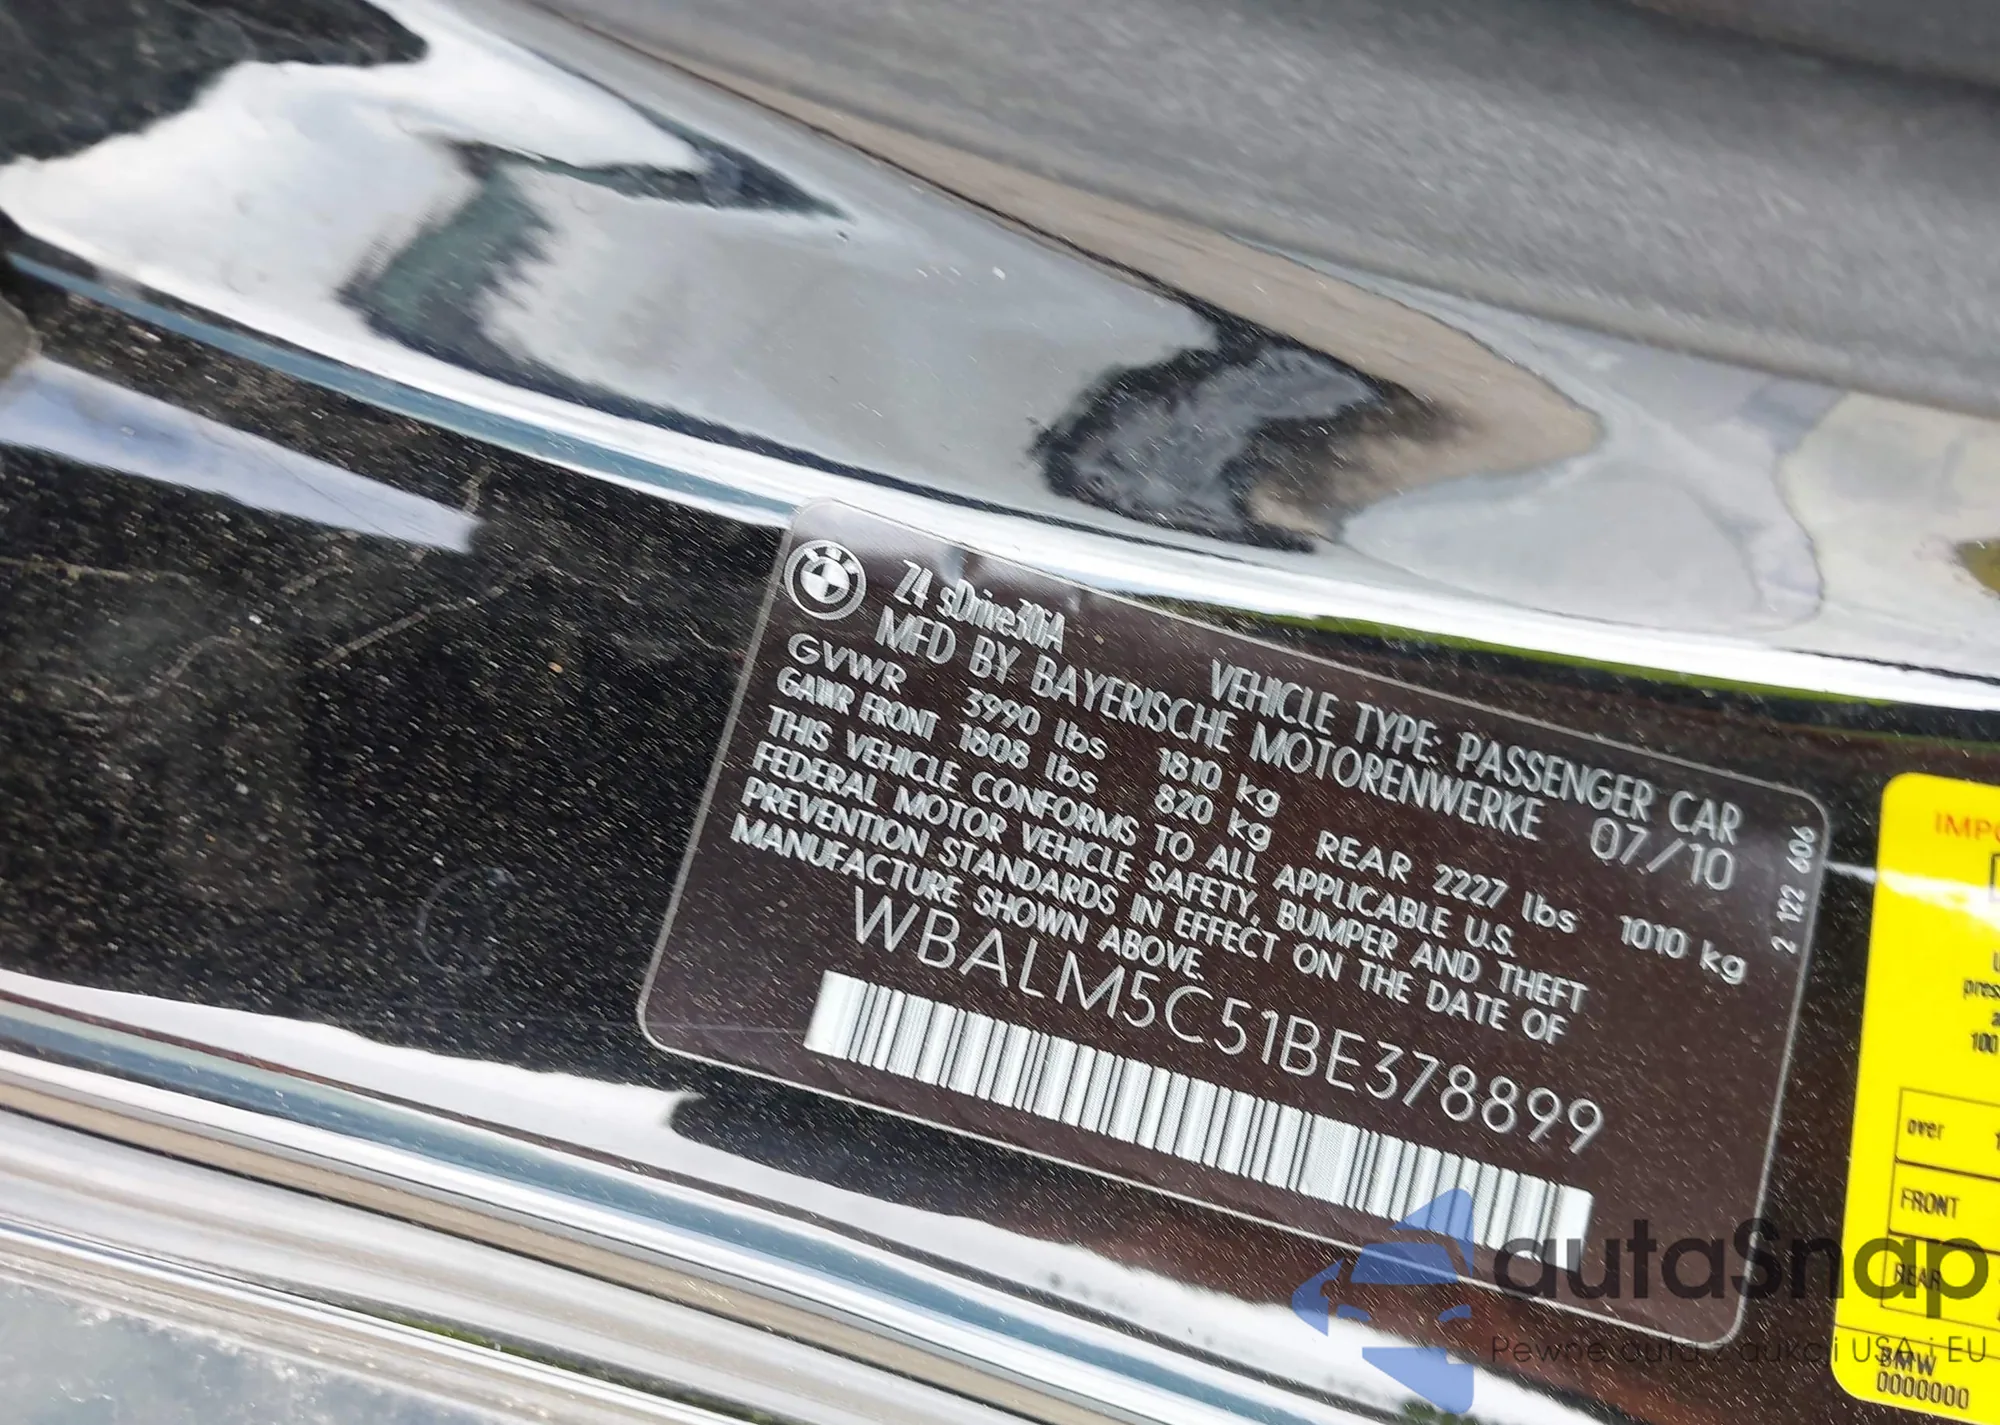 BMW
Z4 sDrive30iA
VEHICLE TYPE: PASSENGER CAR
MFD BY BAYERISCHE MOTORENWERKE 07/10
GVWR 3990 lbs 1810 kg
GAWR FRONT 1808 lbs 820 kg REAR 2227 lbs 1010 kg
THIS VEHICLE CONFORMS TO ALL APPLICABLE U.S.
FEDERAL MOTOR VEHICLE SAFETY, BUMPER AND THEFT
PREVENTION STANDARDS IN EFFECT ON THE DATE OF
MANUFACTURE SHOWN ABOVE.
WBALM5C51BE378899
2 122 606
100
over
FRONT
REAR
BMW
0000000
autaSnap
Pewne auta z aukcji USA i EU